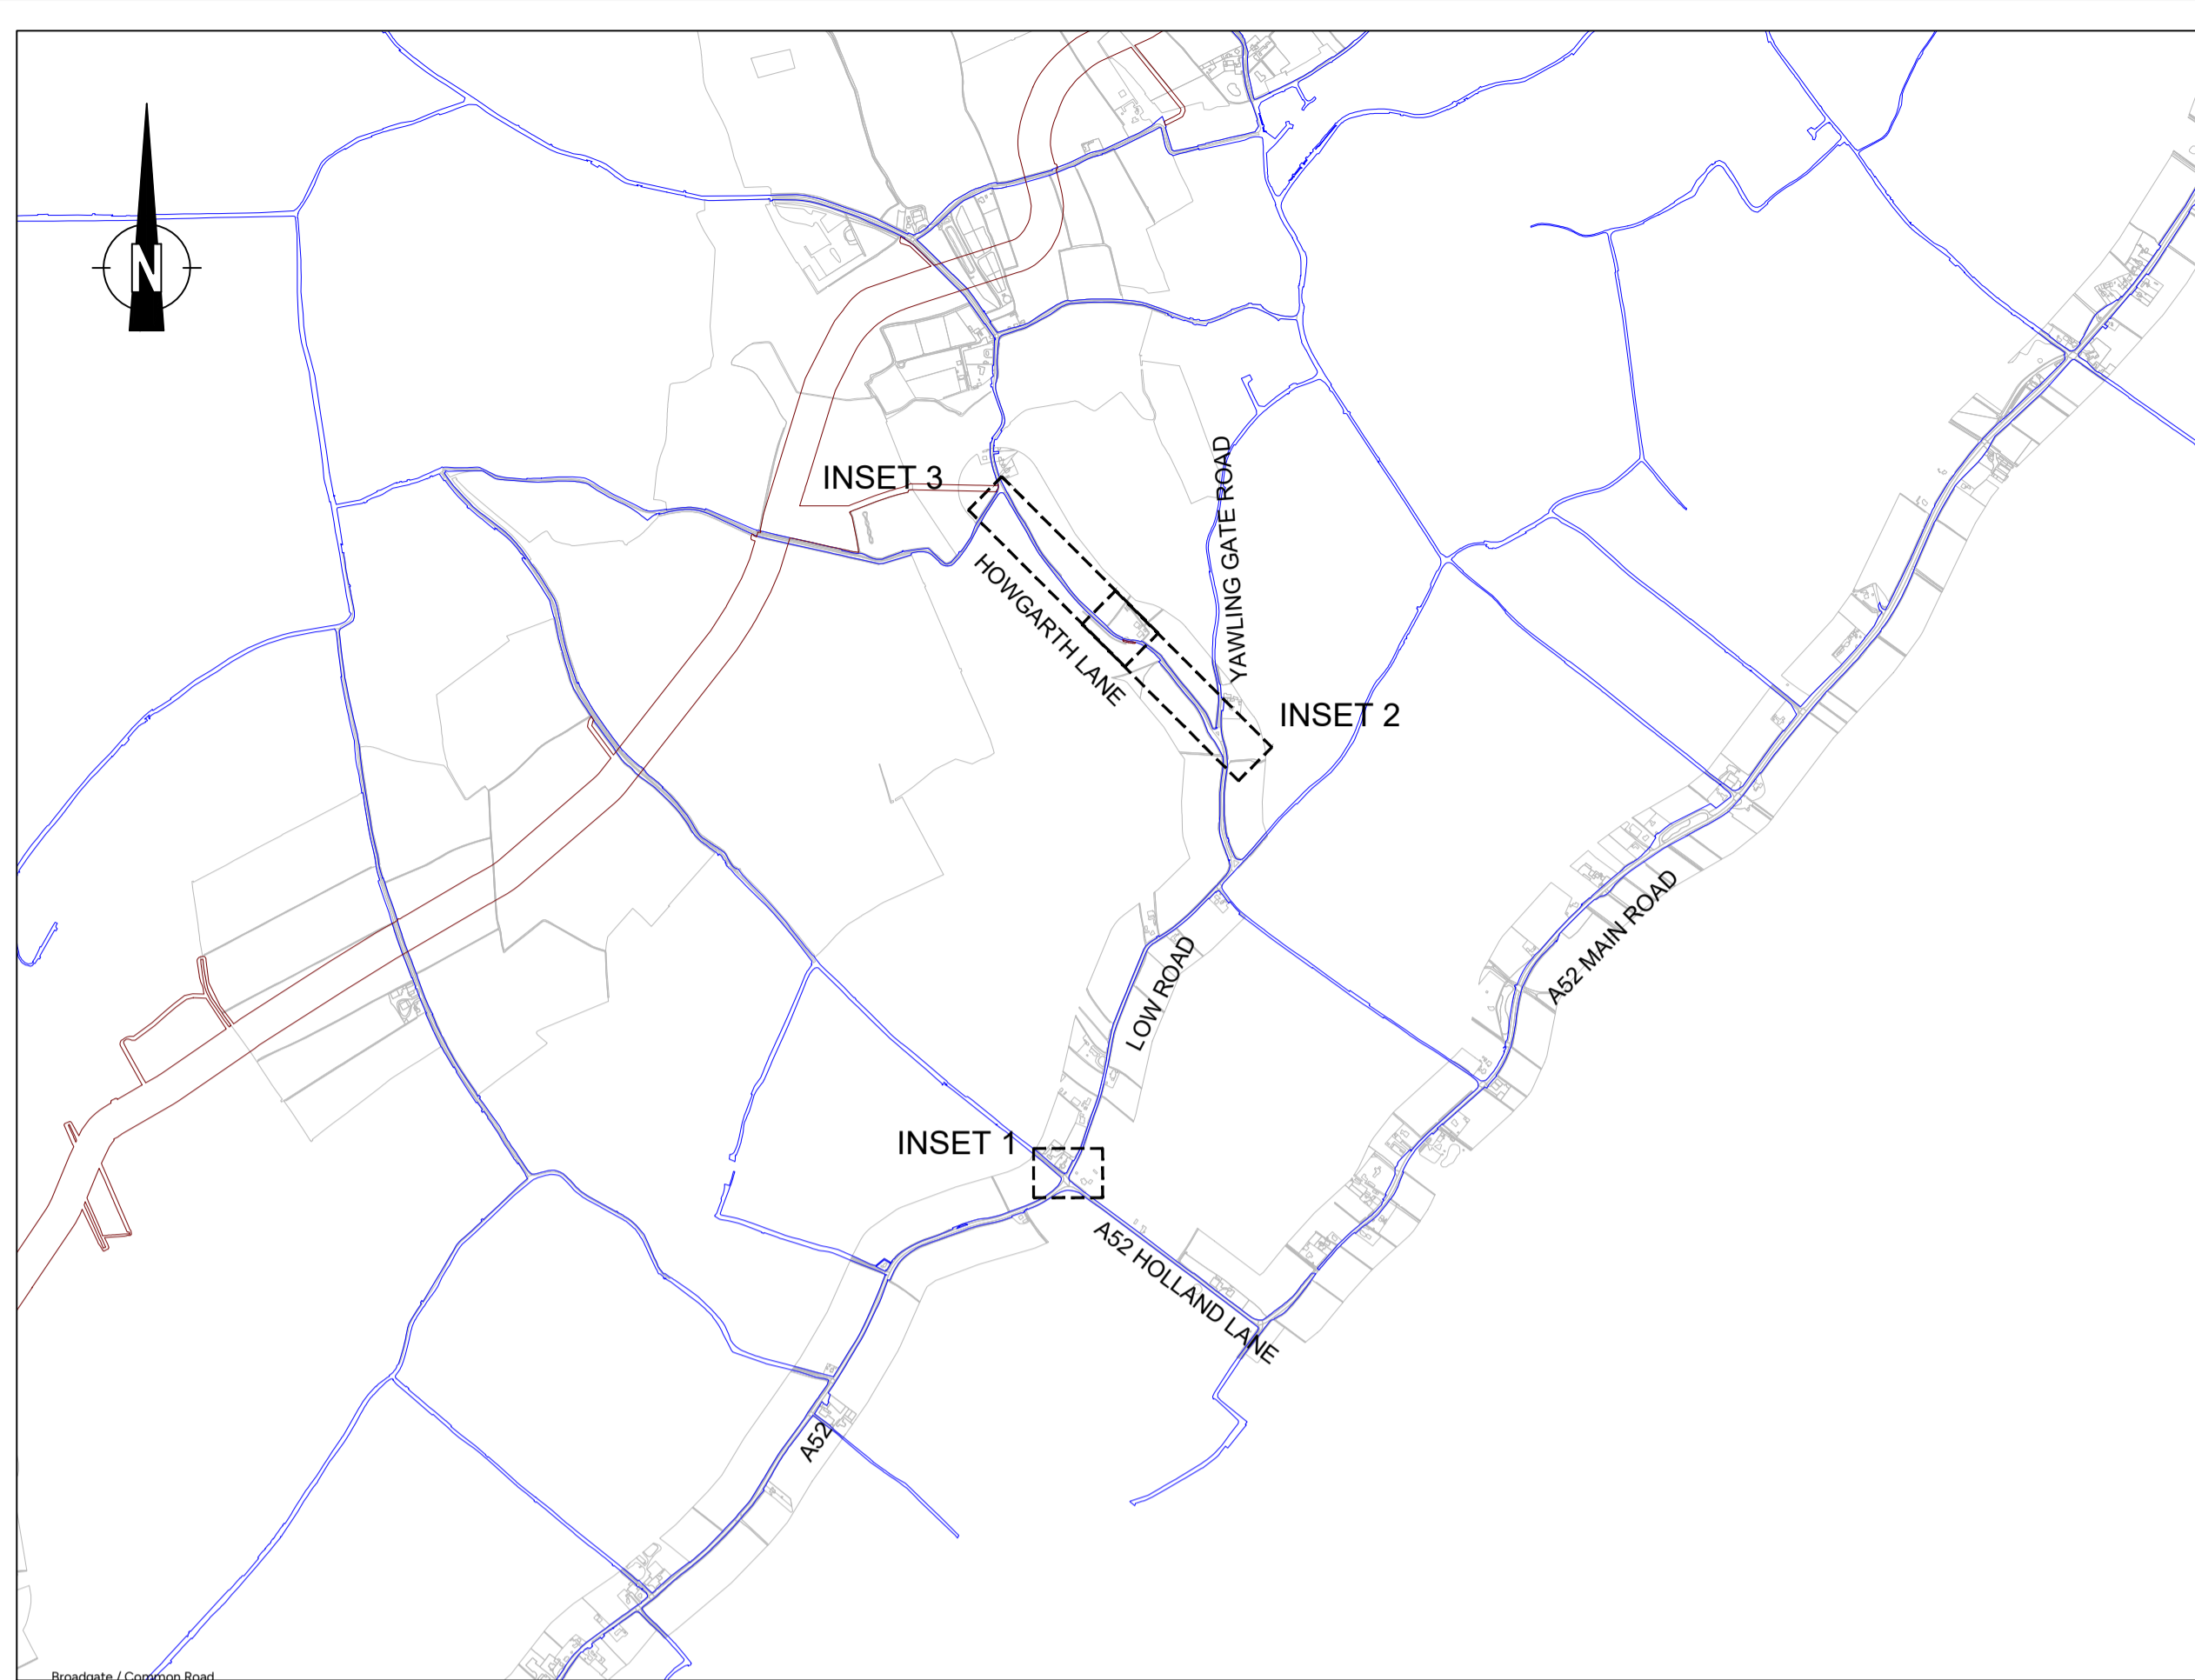 N
INSET 3
YAWLING GATE ROAD
HOWGARTH LANE
INSET 2
A52 MAIN ROAD
LOW ROAD
INSET 1
A52 HOLLAND LANE
A52
Broadgate / Common Road